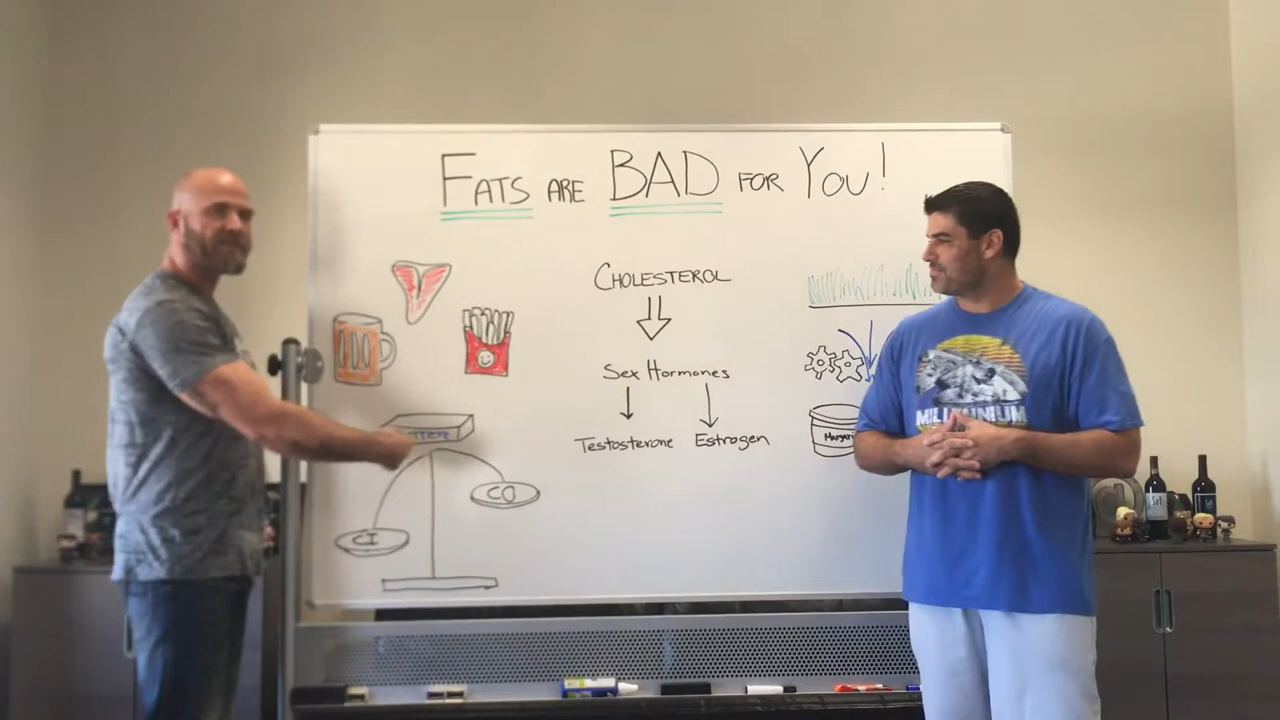 FATS ARE BAD FOR YOU!
CHOLESTEROL
Sex Hormones
Testosterone Estrogen
CO
CI
MILLENNIUM